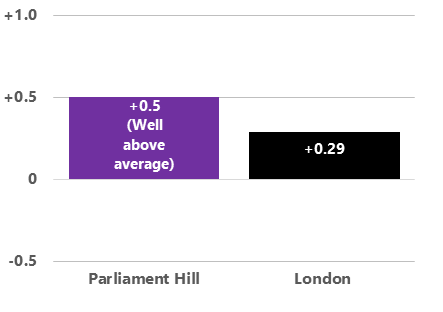 +1.0
+0.5
+0.5
(Well
above
average)
+0.29
0
-0.5
Parliament Hill
London